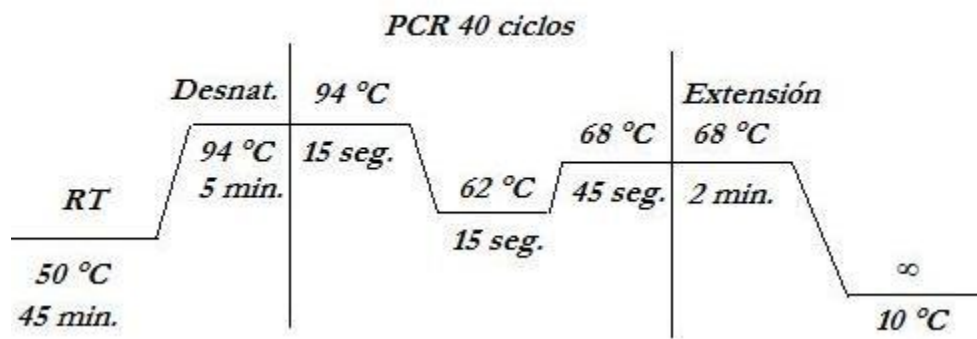 PCR 40 ciclos
Desnat.
94 °C
Extensión
94 °C
5 min.
15 seg.
68 °C
68 °C
RT
62 °C
45 seg.
2 min.
15 seg.
50 °C
45 min.
∞
10 °C